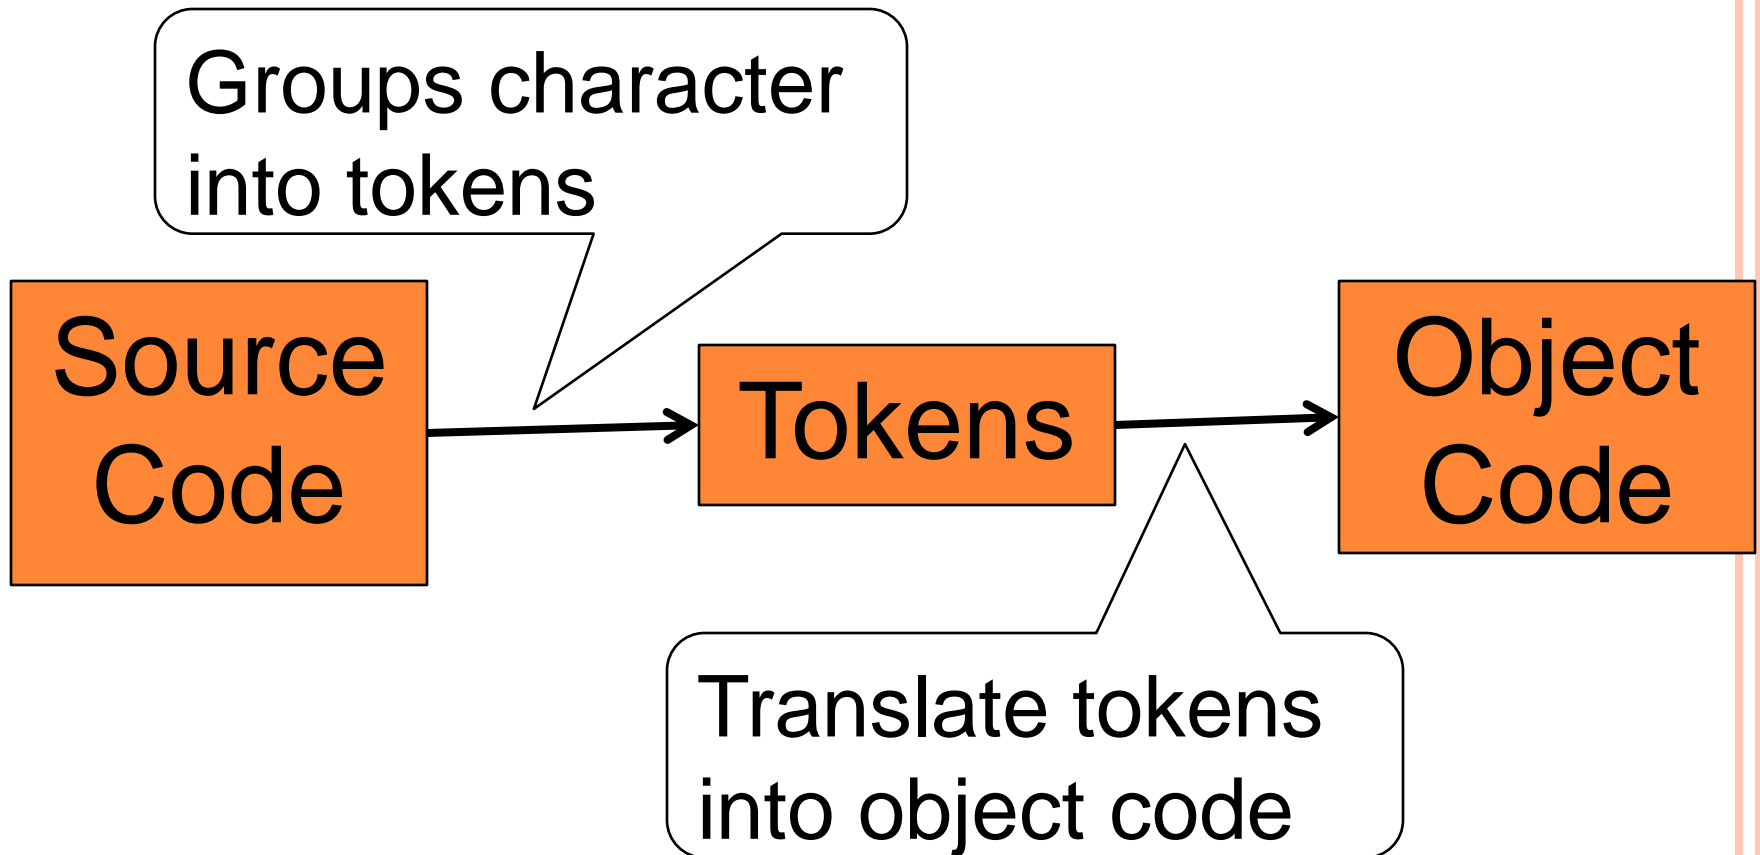 Groups character
into tokens
Source
Code
Tokens
Object
Code
Translate tokens
into object code